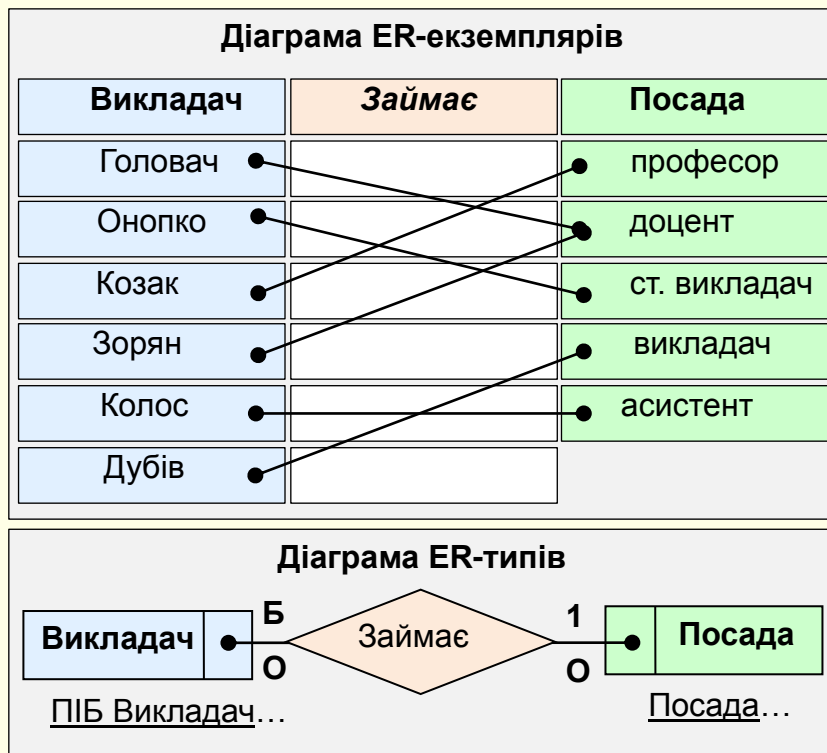 Діаграма ER-екземплярів
Викладач Займає Посада
Головач професор
Онопко доцент
Козак ст. викладач
Зорян викладач
Колос асистент
Дубів
Діаграма ER-типів
Б 1
Викладач Займає Посада
О О
ПІБ Викладач… Посада…